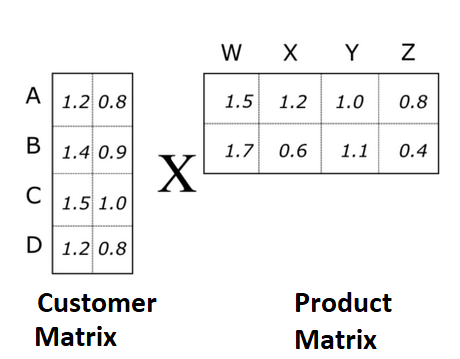 W X Y Z
A 1.2 0.8 1.5 1.2 1.0 0.8
B 1.4 0.9 X 1.7 0.6 1.1 0.4
C 1.5 1.0
D 1.2 0.8
Customer Product
Matrix Matrix